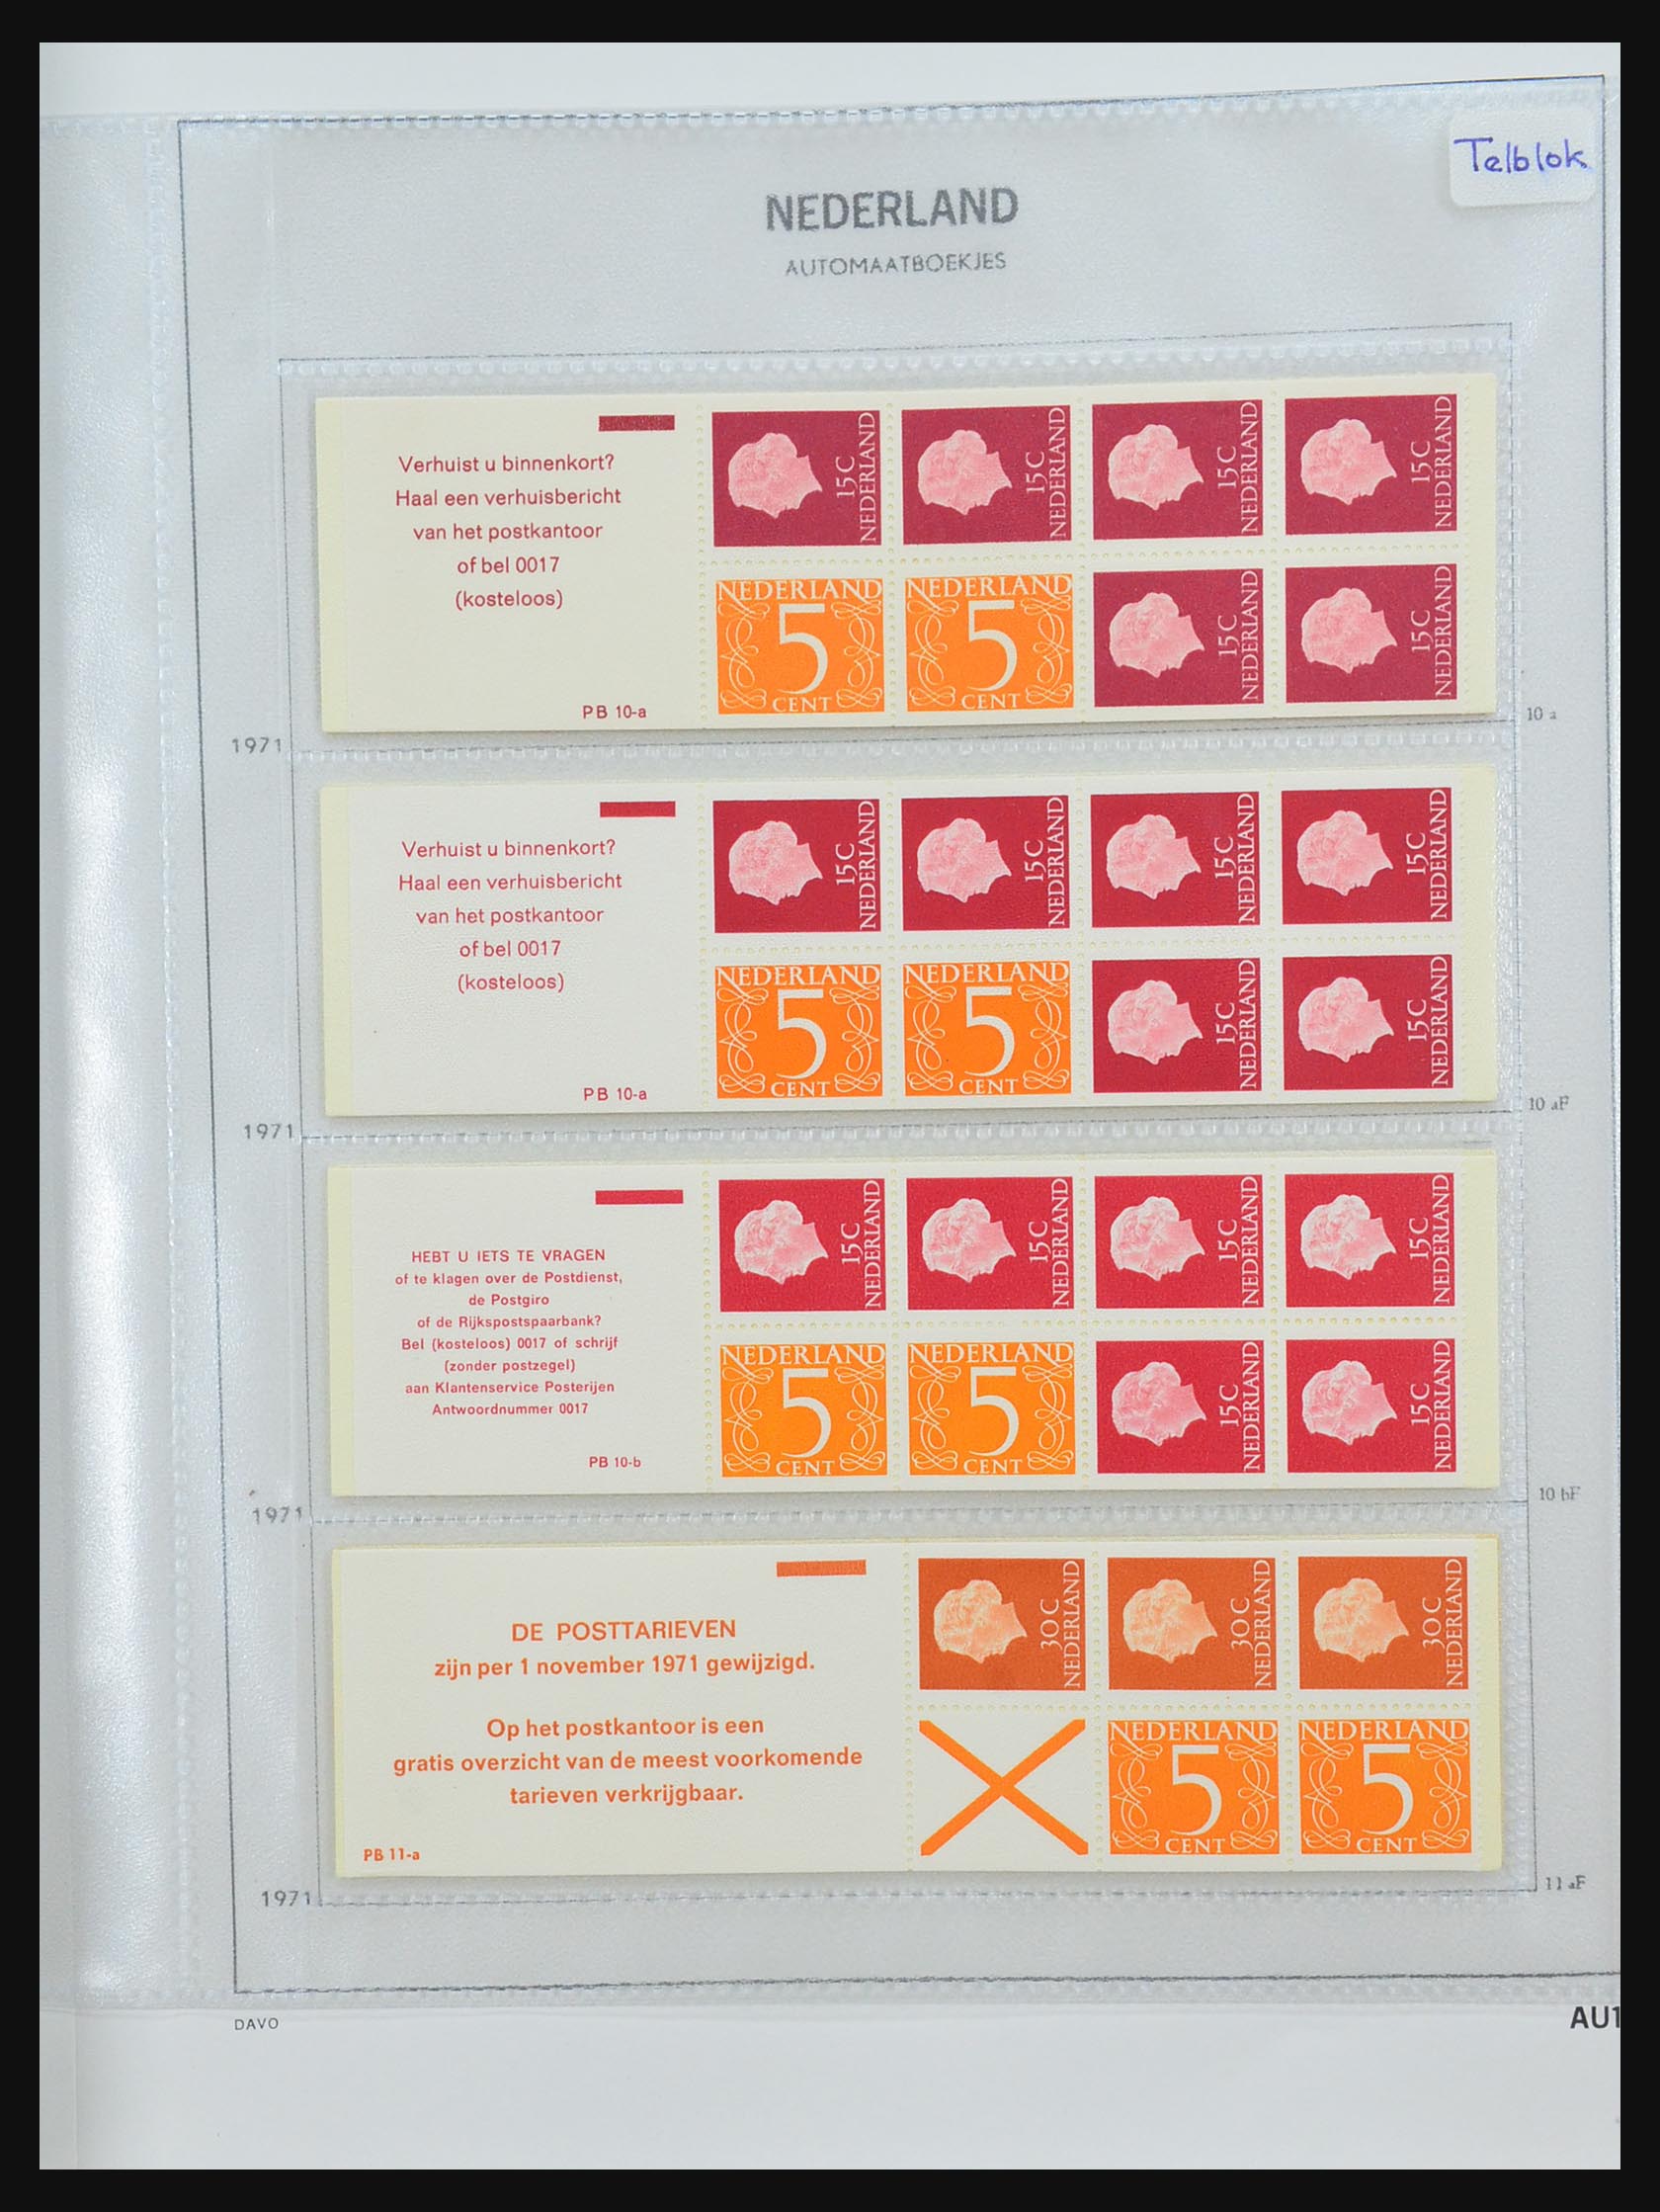 Telblok
NEDERLAND
AUTOMAATBOEKJES
Verhuist u binnenkort?
Haal een verhuisbericht
van het postkantoor
of bel 0017
(kosteloos)
PB 10-a
15C NEDERLAND
15C NEDERLAND
15C NEDERLAND
15C NEDERLAND
NEDERLAND
5
CENT
NEDERLAND
5
CENT
15C NEDERLAND
15C NEDERLAND
1971
10 a
Verhuist u binnenkort?
Haal een verhuisbericht
van het postkantoor
of bel 0017
(kosteloos)
PB 10-a
15C NEDERLAND
15C NEDERLAND
15C NEDERLAND
15C NEDERLAND
NEDERLAND
5
CENT
NEDERLAND
5
CENT
15C NEDERLAND
15C NEDERLAND
1971
10 aF
HEBT U IETS TE VRAGEN
of te klagen over de Postdienst,
de Postgiro
of de Rijkspostspaarbank?
Bel (kosteloos) 0017 of schrijf
(zonder postzegel)
aan Klantenservice Posterijen
Antwoordnummer 0017
PB 10-b
15C NEDERLAND
15C NEDERLAND
15C NEDERLAND
15C NEDERLAND
NEDERLAND
5
CENT
NEDERLAND
5
CENT
15C NEDERLAND
15C NEDERLAND
1971
10 bF
DE POSTTARIEVEN
zijn per 1 november 1971 gewijzigd.
Op het postkantoor is een
gratis overzicht van de meest voorkomende
tarieven verkrijgbaar.
PB 11-a
30C NEDERLAND
30C NEDERLAND
30C NEDERLAND
NEDERLAND
5
CENT
NEDERLAND
5
CENT
1971
11 aF
DAVO
AU1